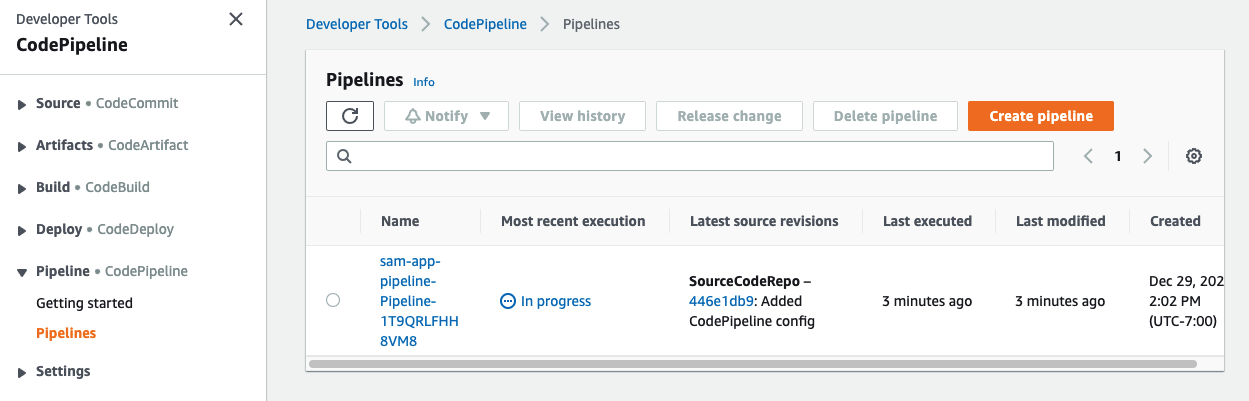 Developer Tools
CodePipeline
Source • CodeCommit
Artifacts • CodeArtifact
Build • CodeBuild
Deploy • CodeDeploy
Pipeline • CodePipeline
Getting started
Pipelines
Settings
Developer Tools CodePipeline Pipelines
Pipelines Info
Notify View history Release change Delete pipeline Create pipeline
1
Name Most recent execution Latest source revisions Last executed Last modified Created
sam-app-
pipeline-
Pipeline-
1T9QRLFHH
8VM8
In progress
SourceCodeRepo –
446e1db9: Added
CodePipeline config
3 minutes ago
3 minutes ago
Dec 29, 202
2:02 PM
(UTC-7:00)